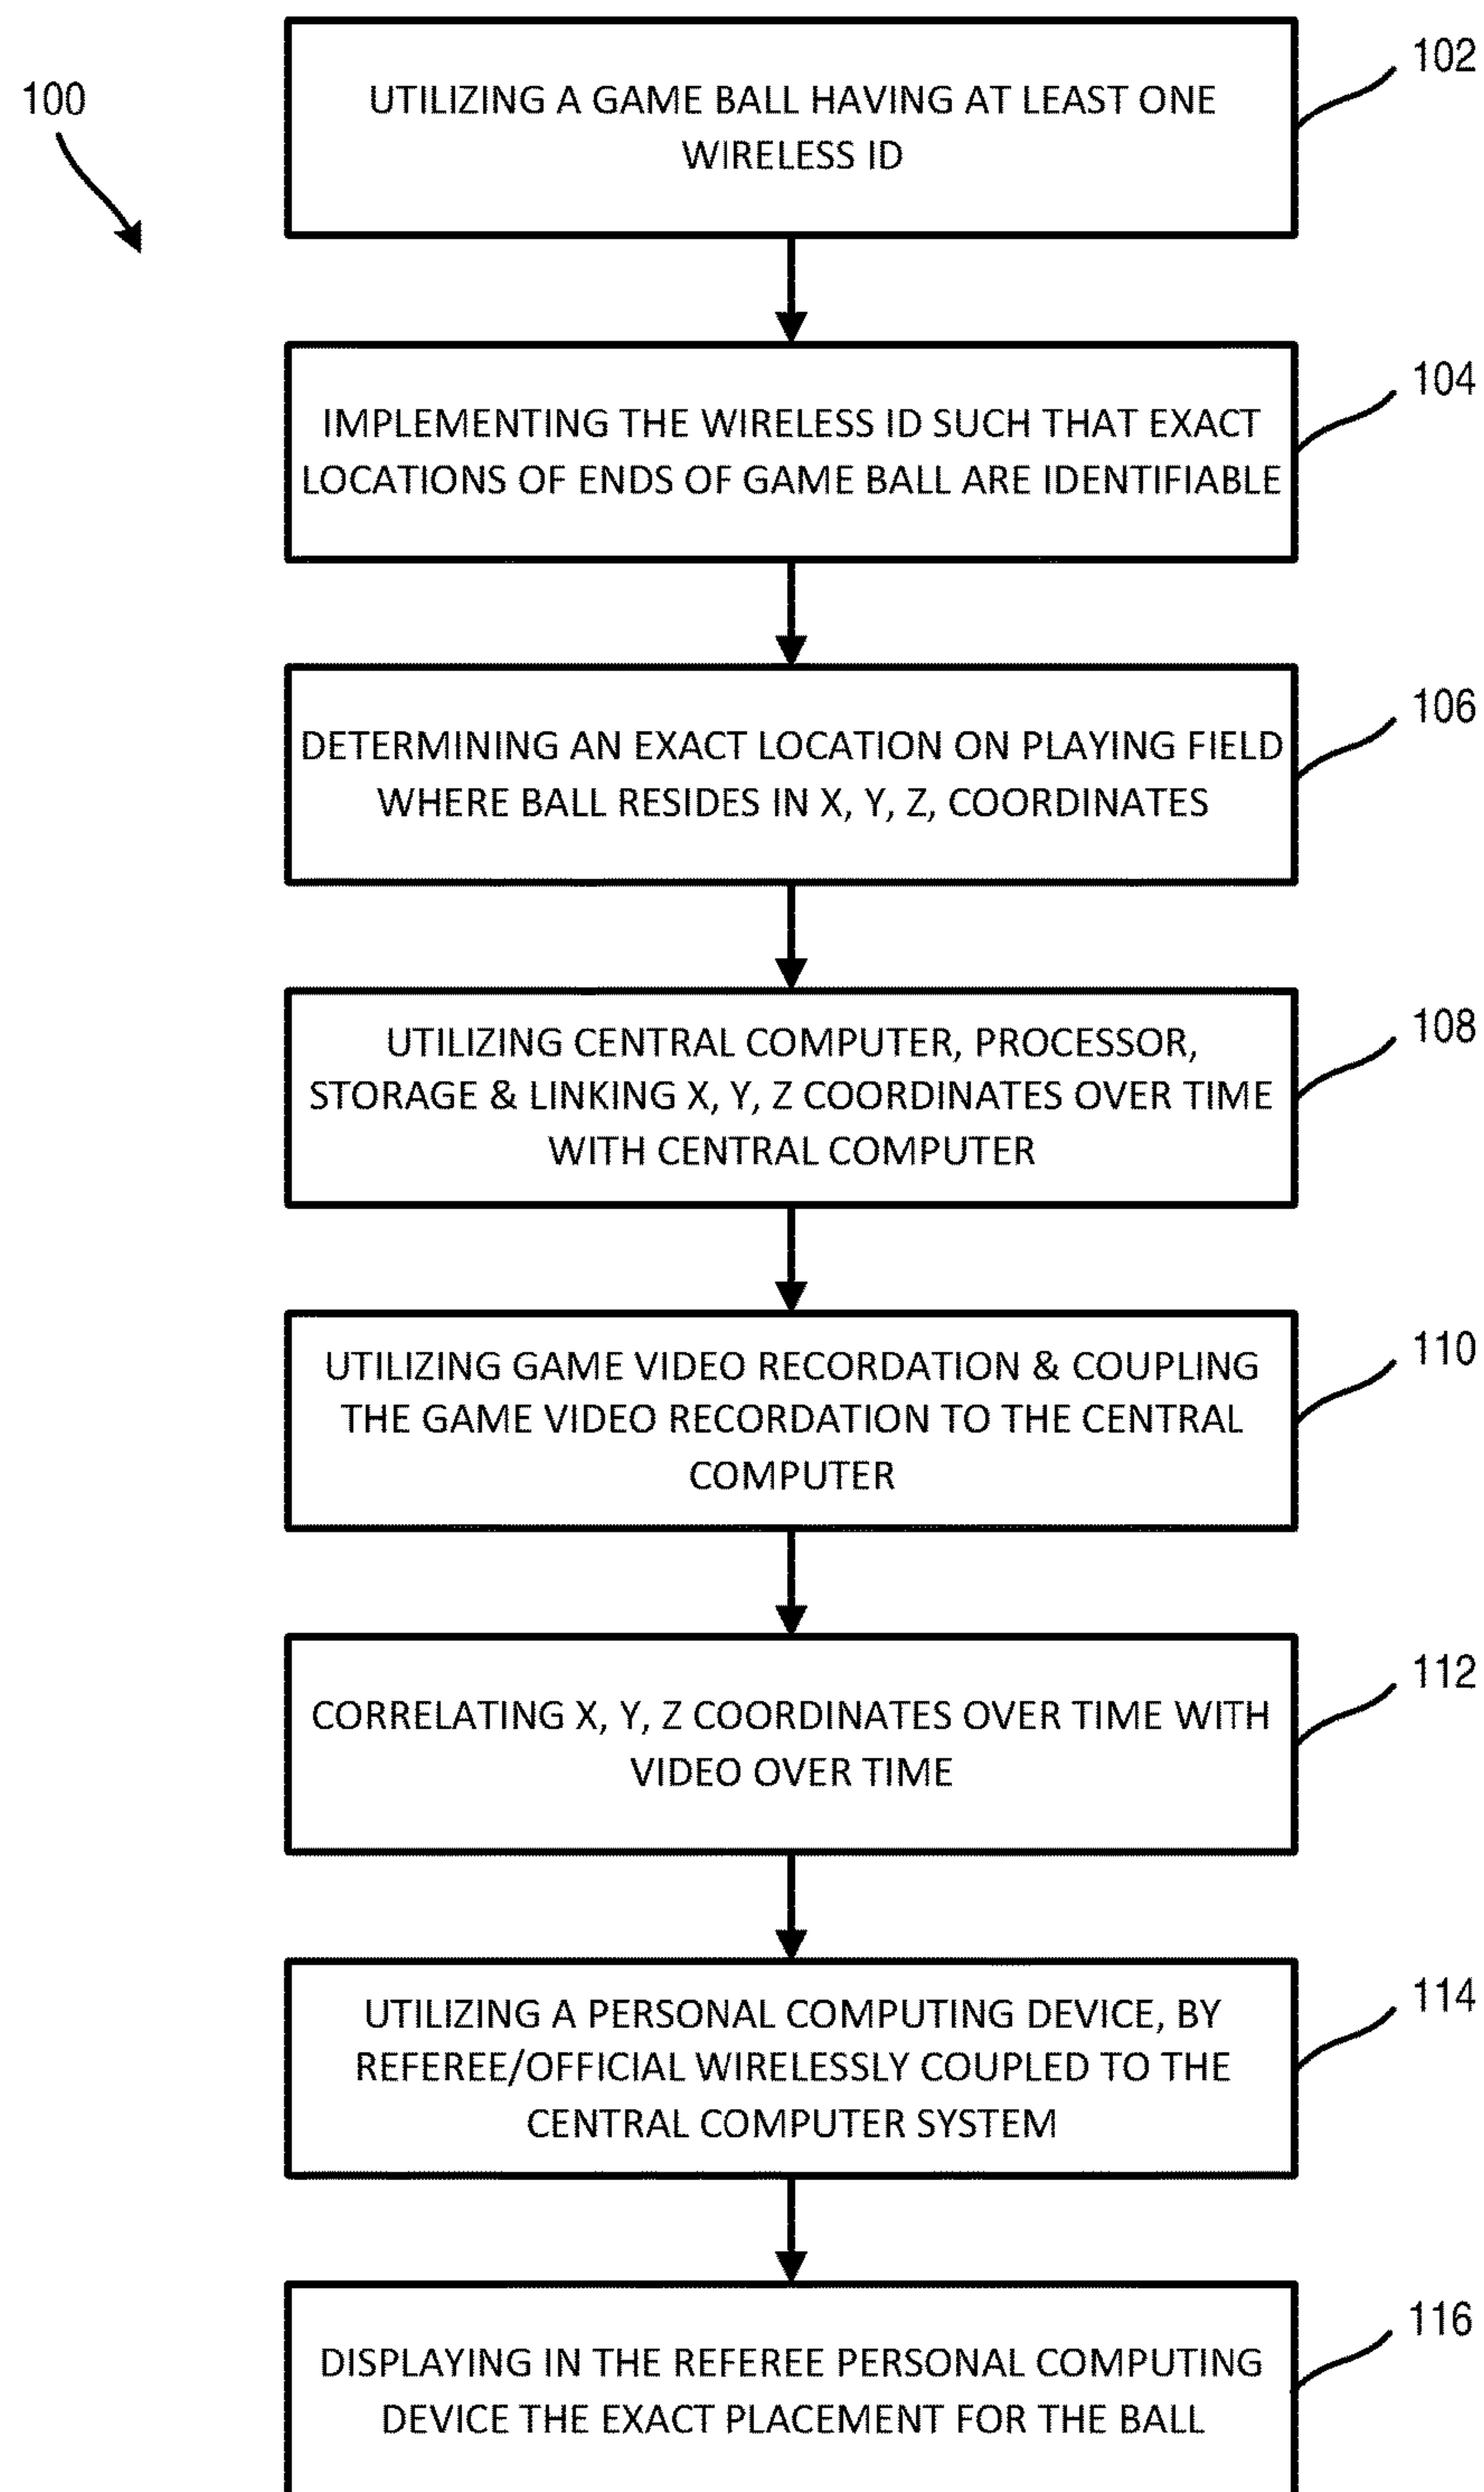 100
UTILIZING A GAME BALL HAVING AT LEAST ONE
WIRELESS ID
102
IMPLEMENTING THE WIRELESS ID SUCH THAT EXACT
LOCATIONS OF ENDS OF GAME BALL ARE IDENTIFIABLE
104
DETERMINING AN EXACT LOCATION ON PLAYING FIELD
WHERE BALL RESIDES IN X, Y, Z, COORDINATES
106
UTILIZING CENTRAL COMPUTER, PROCESSOR,
STORAGE & LINKING X, Y, Z COORDINATES OVER TIME
WITH CENTRAL COMPUTER
108
UTILIZING GAME VIDEO RECORDATION & COUPLING
THE GAME VIDEO RECORDATION TO THE CENTRAL
COMPUTER
110
CORRELATING X, Y, Z COORDINATES OVER TIME WITH
VIDEO OVER TIME
112
UTILIZING A PERSONAL COMPUTING DEVICE, BY
REFEREE/OFFICIAL WIRELESSLY COUPLED TO THE
CENTRAL COMPUTER SYSTEM
114
DISPLAYING IN THE REFEREE PERSONAL COMPUTING
DEVICE THE EXACT PLACEMENT FOR THE BALL
116